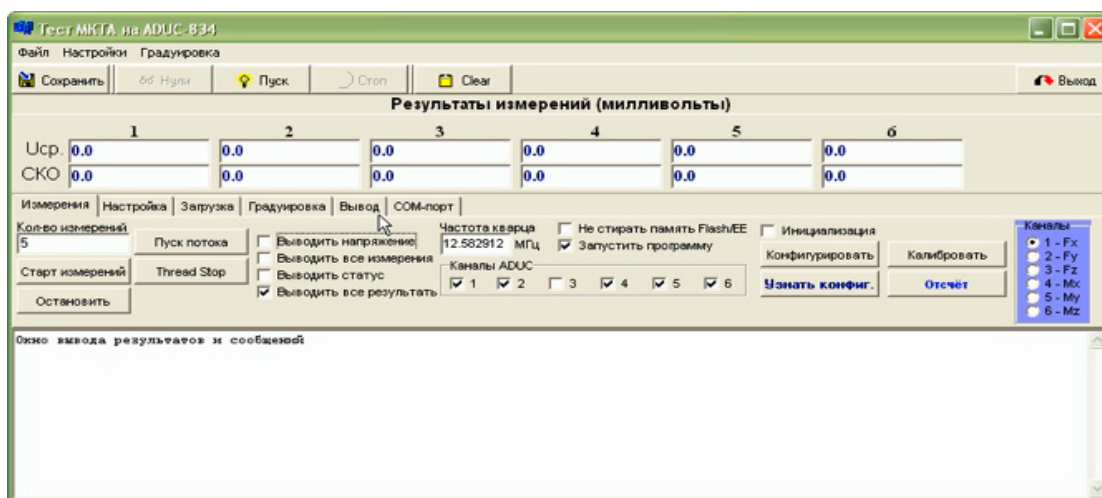 Тест МКТА на ADUC-834
Файл Настройки Градуировка
Сохранить Нули Пуск Стоп Clear Выход
Результаты измерений (милливольты)
1 2 3 4 5 6
Uср. 0.0 0.0 0.0 0.0 0.0 0.0
СКО 0.0 0.0 0.0 0.0 0.0 0.0
Измерения Настройка Загрузка Градуировка Вывод COM-порт
Кол-во измерений
5
Старт измерений
Остановить
Пуск потока
Thread Stop
Выводить напряжение
Выводить все измерения
Выводить статус
Выводить все результать
Частота кварца
12.582912 МГц
Не стирать память Flash/EE
Запустить программу
Каналы ADUC
1 2 3 4 5 6
Инициализация
Конфигурировать Калибровать
Узнать конфиг. Отсчёт
Каналы
1 - Fx
2 - Fy
3 - Fz
4 - Mx
5 - My
6 - Mz
Окно вывода результатов и сообщений